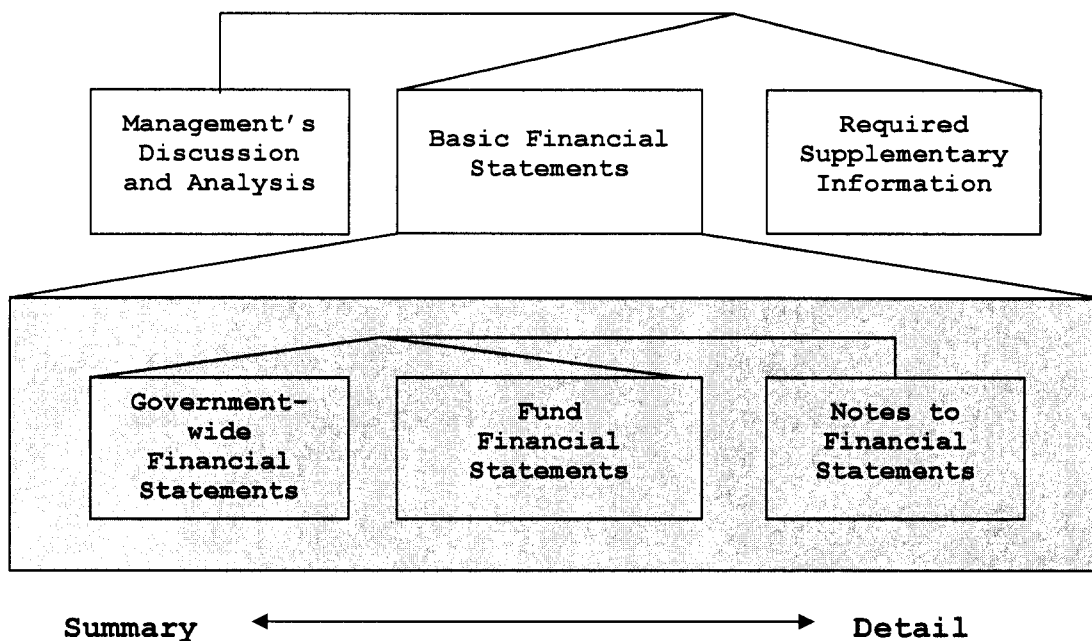 Management's
Discussion
and Analysis
Basic Financial
Statements
Required
Supplementary
Information
Government-
wide
Financial
Statements
Fund
Financial
Statements
Notes to
Financial
Statements
Summary
Detail